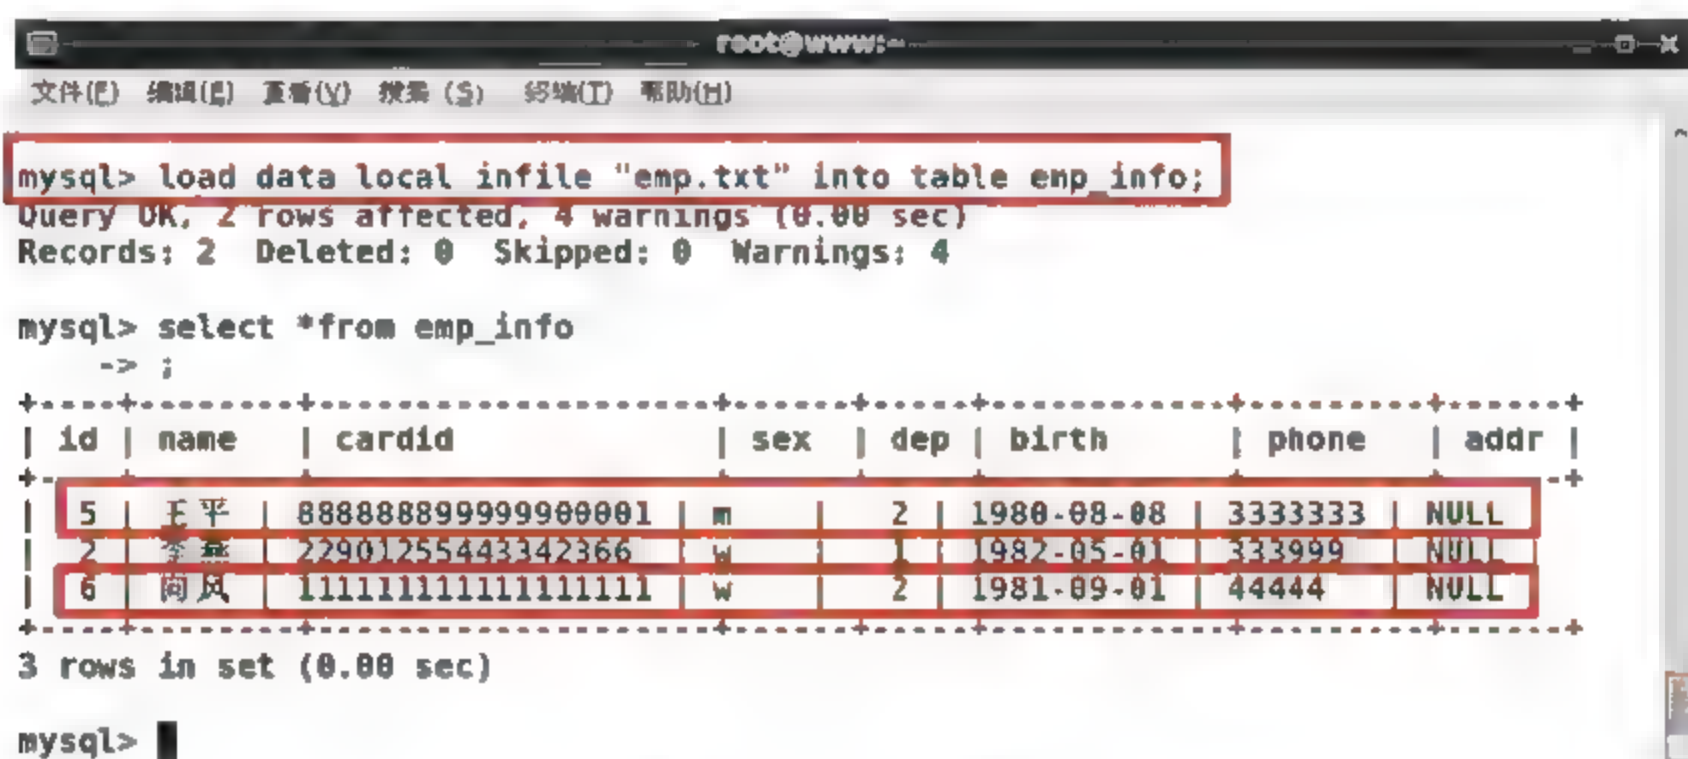 root@www:~
文件(F) 编辑(E) 查看(V) 搜索 (S) 终端(T) 帮助(H)
mysql> load data local infile "emp.txt" into table emp_info;
Query OK, 2 rows affected, 4 warnings (0.00 sec)
Records: 2 Deleted: 0 Skipped: 0 Warnings: 4
mysql> select *from emp_info
-> ;
+----+--------+--------------------+------+-----+------------+---------+------+
| id | name | cardid | sex | dep | birth | phone | addr |
| 5 | 王平 | 888888899999900001 | m | 2 | 1980-08-08 | 3333333 | NULL
| 2 | 李燕 | 22901255443342366 | w | 1 | 1982-05-01 | 333999 | NULL |
| 6 | 向风 | 111111111111111111 | w | 2 | 1981-09-01 | 44444 | NULL
3 rows in set (0.00 sec)
mysql>